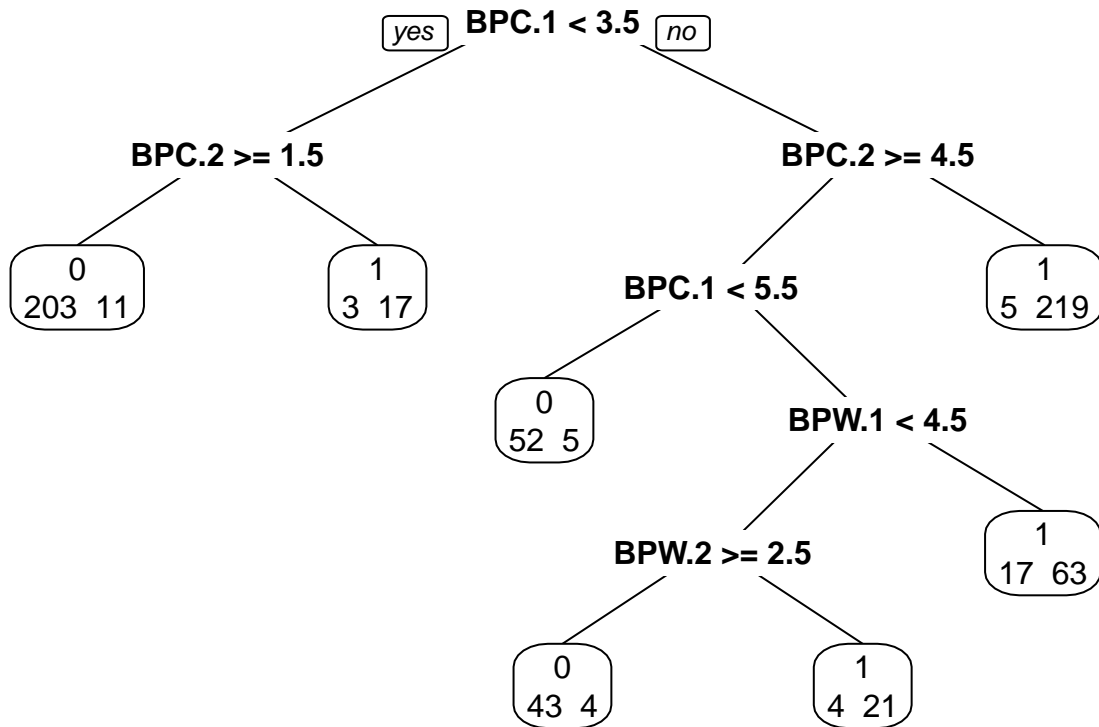 yes BPC.1 < 3.5 no
BPC.2 >= 1.5 BPC.2 >= 4.5
0
203 11
1
3 17
BPC.1 < 5.5
1
5 219
0
52 5
BPW.1 < 4.5
BPW.2 >= 2.5
1
17 63
0
43 4
1
4 21